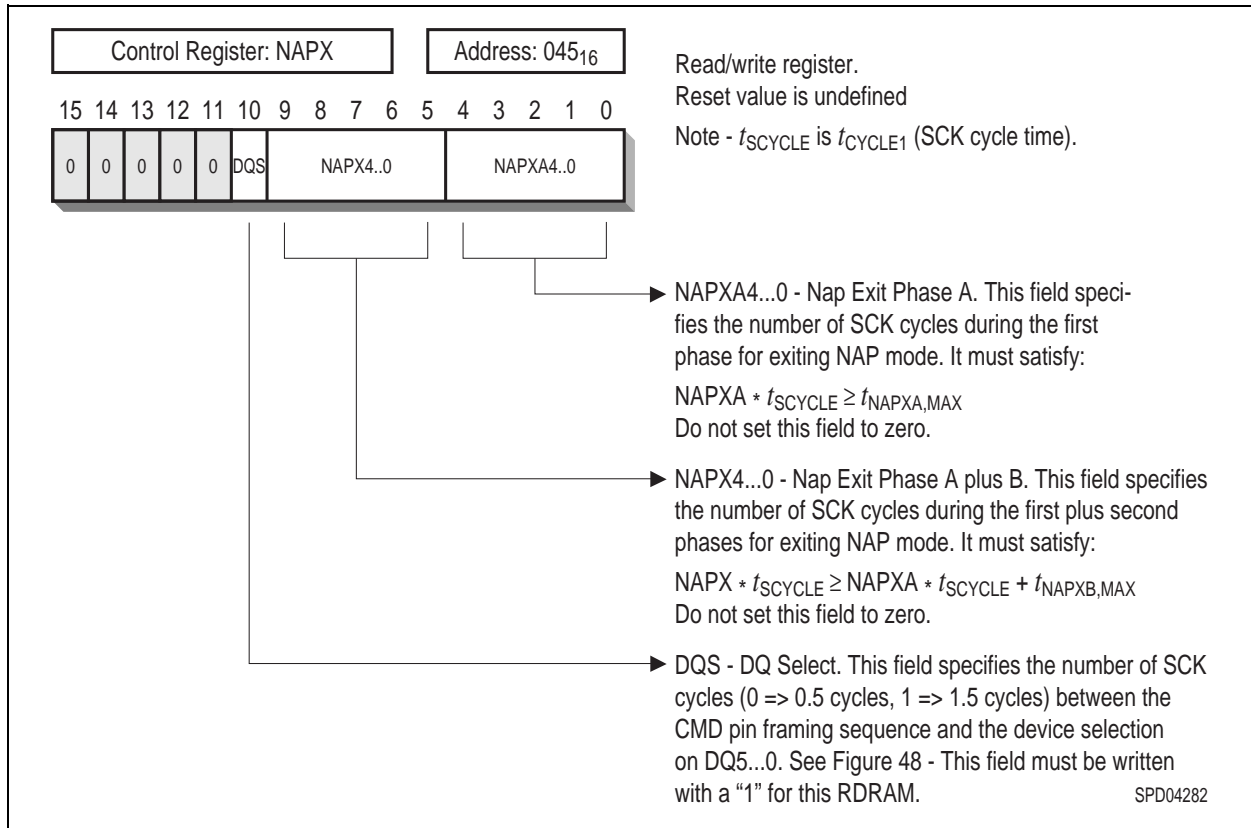 Control Register: NAPX
Address: 045₁₆
Read/write register.
Reset value is undefined
Note - tSCYCLE is tCYCLE1 (SCK cycle time).
15 14 13 12 11 10 9 8 7 6 5 4 3 2 1 0
0 0 0 0 0 DQS NAPX4..0 NAPXA4..0
NAPXA4...0 - Nap Exit Phase A. This field speci-
fies the number of SCK cycles during the first
phase for exiting NAP mode. It must satisfy:
NAPXA * tSCYCLE ≥ tNAPXA,MAX
Do not set this field to zero.
NAPX4...0 - Nap Exit Phase A plus B. This field specifies
the number of SCK cycles during the first plus second
phases for exiting NAP mode. It must satisfy:
NAPX * tSCYCLE ≥ NAPXA * tSCYCLE + tNAPXB,MAX
Do not set this field to zero.
DQS - DQ Select. This field specifies the number of SCK
cycles (0 => 0.5 cycles, 1 => 1.5 cycles) between the
CMD pin framing sequence and the device selection
on DQ5...0. See Figure 48 - This field must be written
with a “1” for this RDRAM.
SPD04282